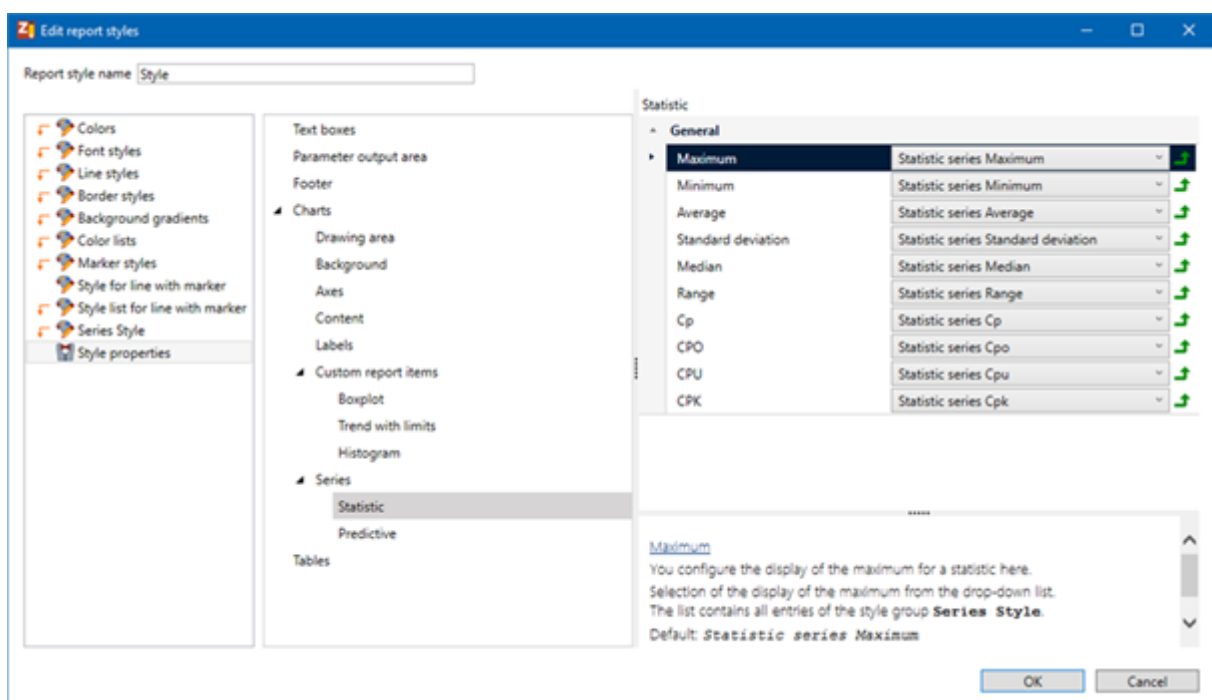 Edit report styles
Report style name Style
Colors
Font styles
Line styles
Border styles
Background gradients
Color lists
Marker styles
Style for line with marker
Style list for line with marker
Series Style
Style properties
Text boxes
Parameter output area
Footer
Charts
Drawing area
Background
Axes
Content
Labels
Custom report items
Boxplot
Trend with limits
Histogram
Series
Statistic
Predictive
Tables
Statistic
General
Maximum Statistic series Maximum
Minimum Statistic series Minimum
Average Statistic series Average
Standard deviation Statistic series Standard deviation
Median Statistic series Median
Range Statistic series Range
Cp Statistic series Cp
CPO Statistic series Cpo
CPU Statistic series Cpu
CPK Statistic series Cpk
Maximum
You configure the display of the maximum for a statistic here.
Selection of the display of the maximum from the drop-down list.
The list contains all entries of the style group Series Style.
Default: Statistic series Maximum
OK Cancel